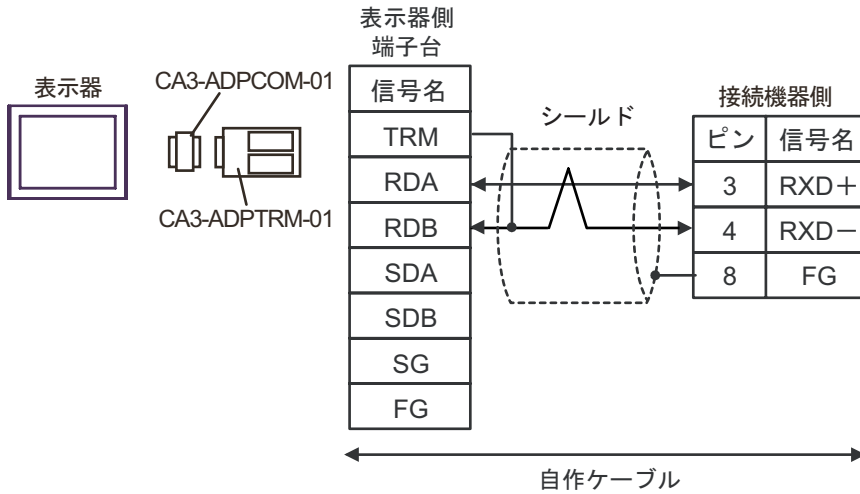 表示器
CA3-ADPCOM-01
CA3-ADPTRM-01
表示器側
端子台
信号名
TRM
RDA
RDB
SDA
SDB
SG
FG
シールド
接続機器側
ピン 信号名
3 RXD＋
4 RXD－
8 FG
自作ケーブル